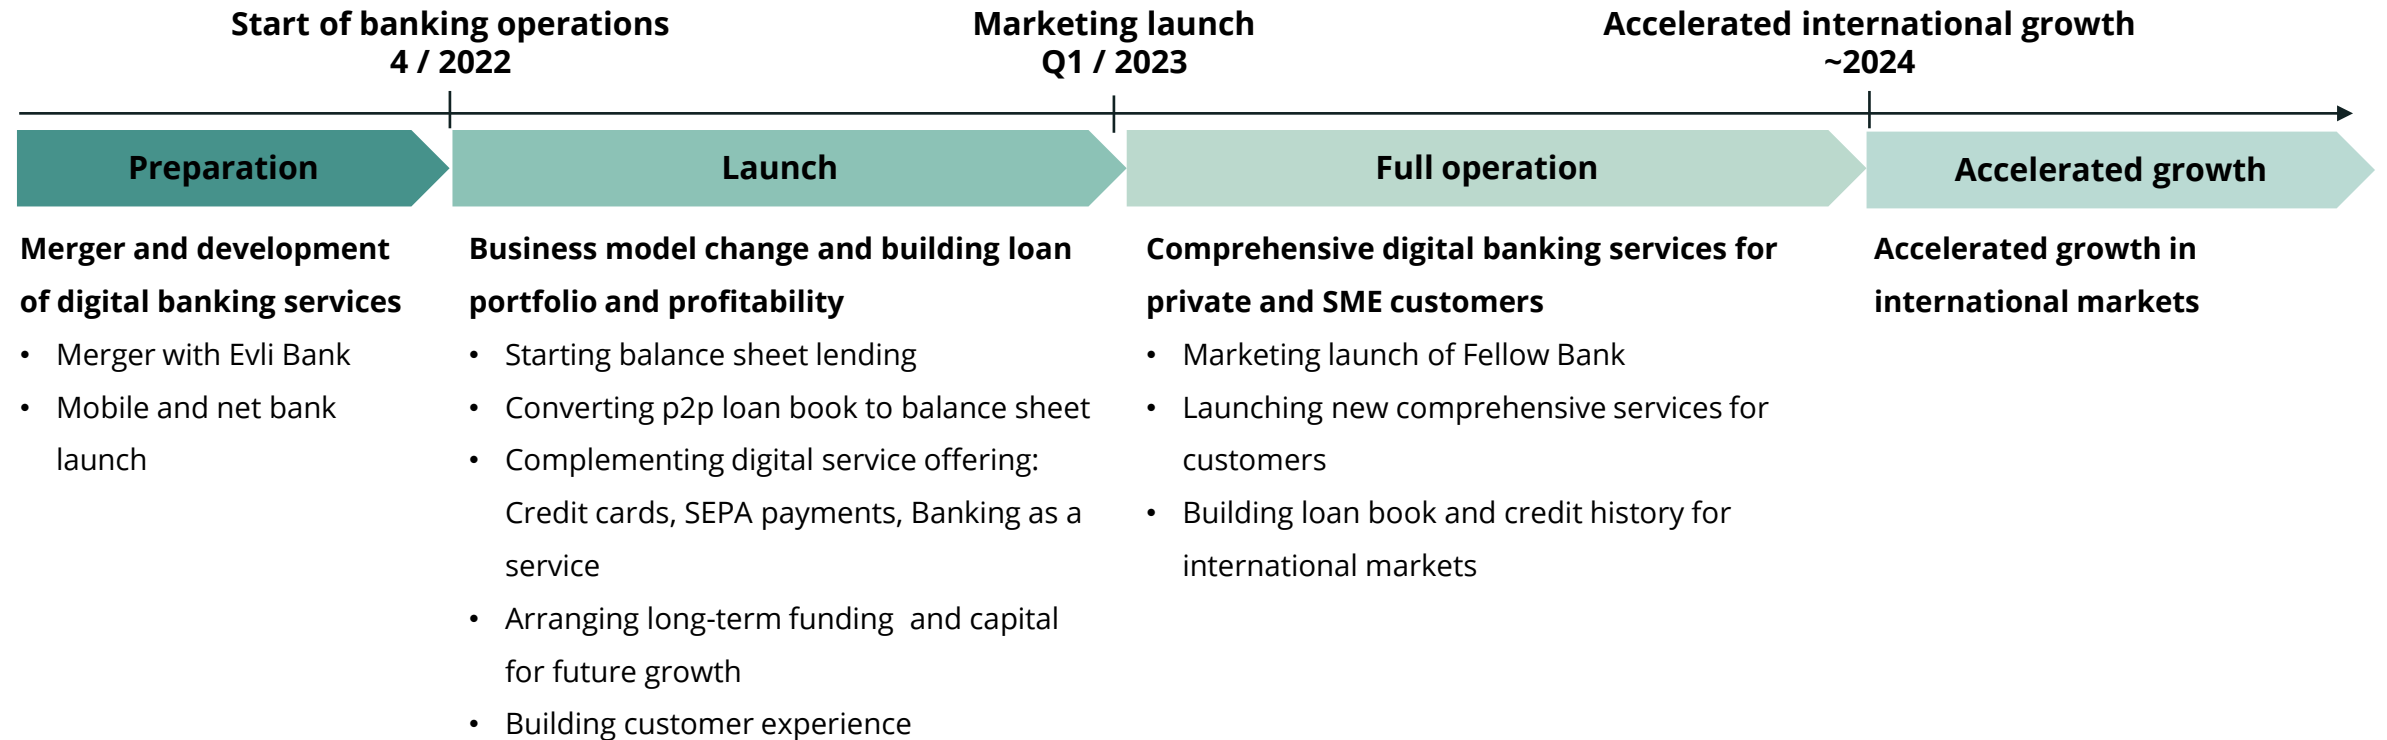 Start of banking operations
4 / 2022
Marketing launch
Q1 / 2023
Accelerated international growth
~2024
Preparation
Launch
Full operation
Accelerated growth
Merger and development
of digital banking services
• Merger with Evli Bank
• Mobile and net bank
launch
Business model change and building loan
portfolio and profitability
• Starting balance sheet lending
• Converting p2p loan book to balance sheet
• Complementing digital service offering:
Credit cards, SEPA payments, Banking as a
service
• Arranging long-term funding  and capital
for future growth
• Building customer experience
Comprehensive digital banking services for
private and SME customers
• Marketing launch of Fellow Bank
• Launching new comprehensive services for
customers
• Building loan book and credit history for
international markets
Accelerated growth in
international markets